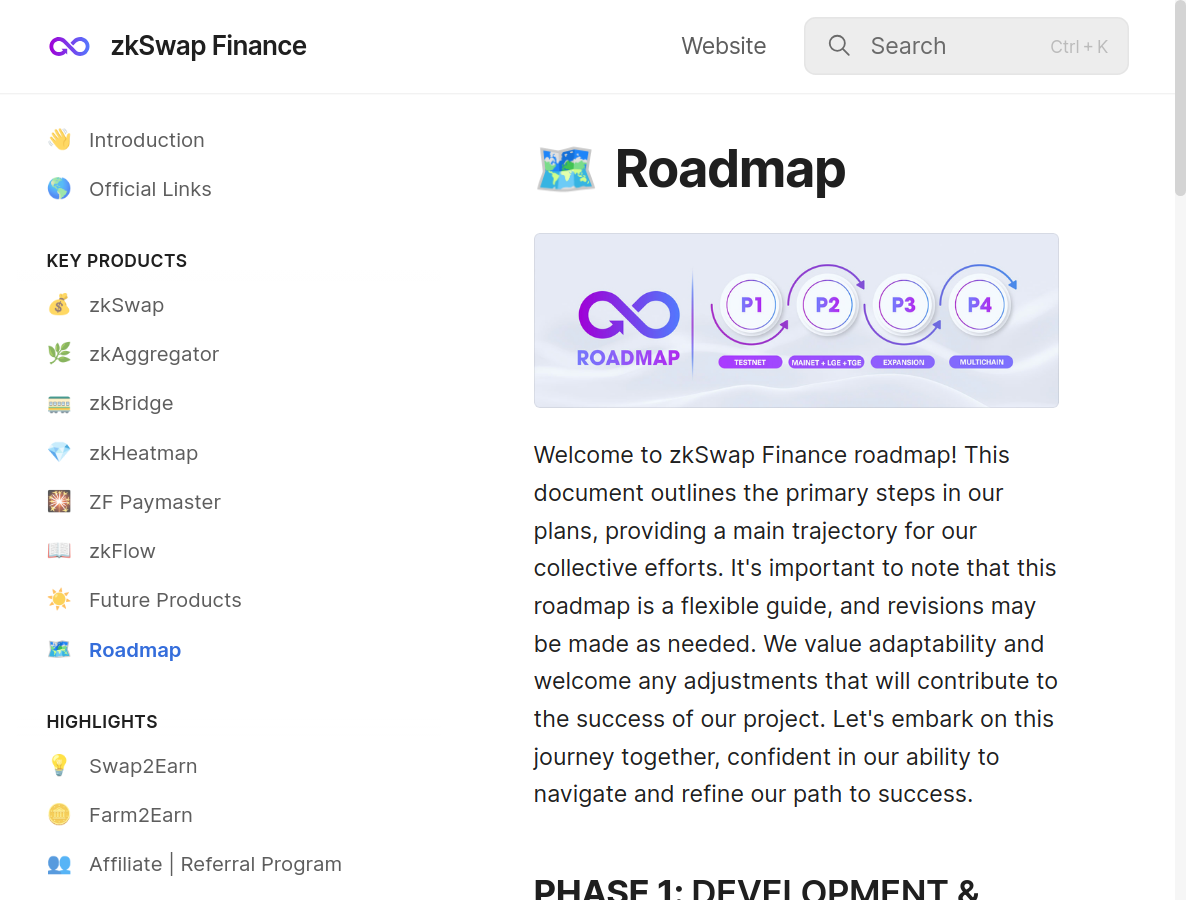 zkSwap Finance
Website
Search
Ctrl + K
Introduction
Official Links
KEY PRODUCTS
zkSwap
zkAggregator
zkBridge
zkHeatmap
ZF Paymaster
zkFlow
Future Products
Roadmap
HIGHLIGHTS
Swap2Earn
Farm2Earn
Affiliate | Referral Program
Roadmap
ROADMAP
P1
P2
P3
P4
TESTNET
MAINET + LGE +TGE
EXPANSION
MULTICHAIN
Welcome to zkSwap Finance roadmap! This
document outlines the primary steps in our
plans, providing a main trajectory for our
collective efforts. It's important to note that this
roadmap is a flexible guide, and revisions may
be made as needed. We value adaptability and
welcome any adjustments that will contribute to
the success of our project. Let's embark on this
journey together, confident in our ability to
navigate and refine our path to success.
PHASE 1: DEVELOPMENT &